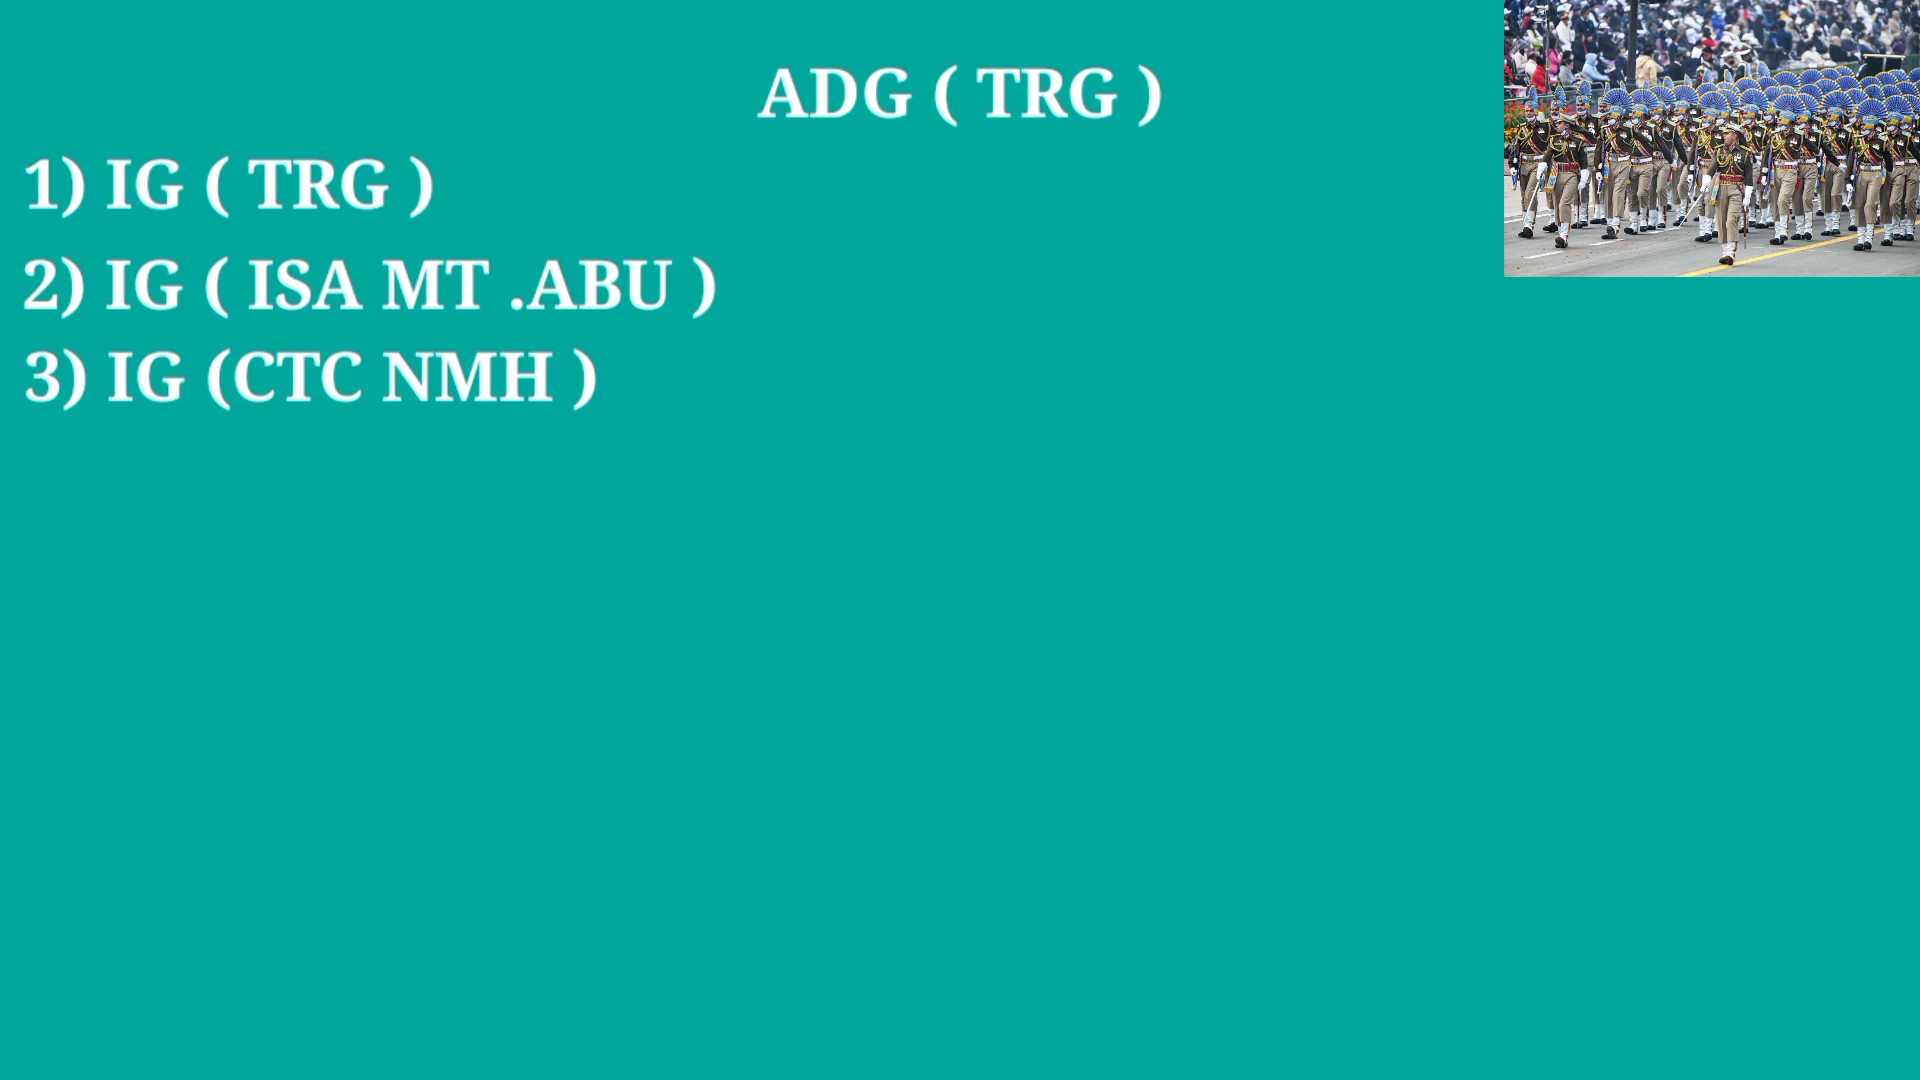 ADG ( TRG )
1) IG ( TRG )
2) IG ( ISA MT .ABU )
3) IG (CTC NMH )